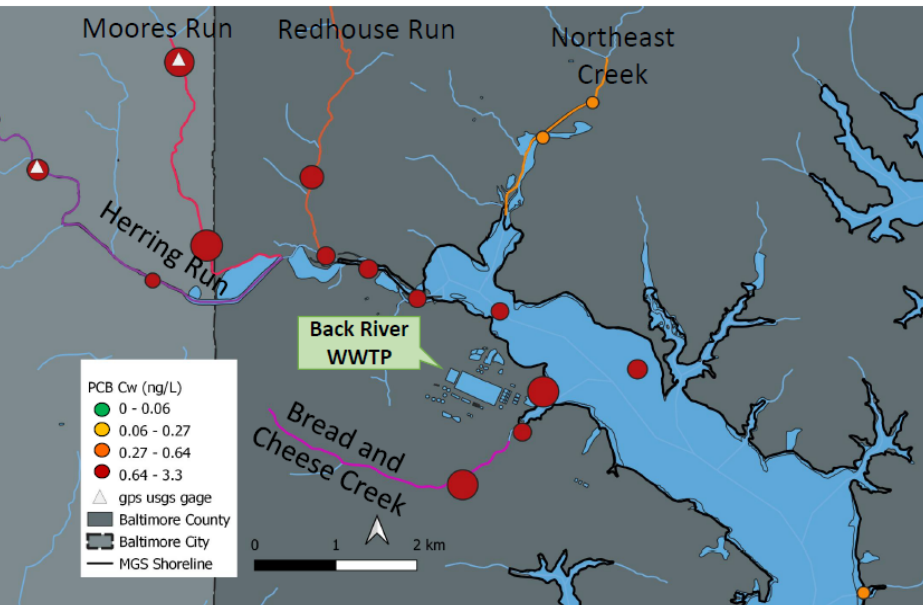 Moores Run
Redhouse Run
Northeast
Creek
Herring Run
Back River
WWTP
Bread and
Cheese Creek
PCB Cw (ng/L)
0 - 0.06
0.06 - 0.27
0.27 - 0.64
0.64 - 3.3
gps usgs gage
Baltimore County
Baltimore City
MGS Shoreline
0 1 2 km